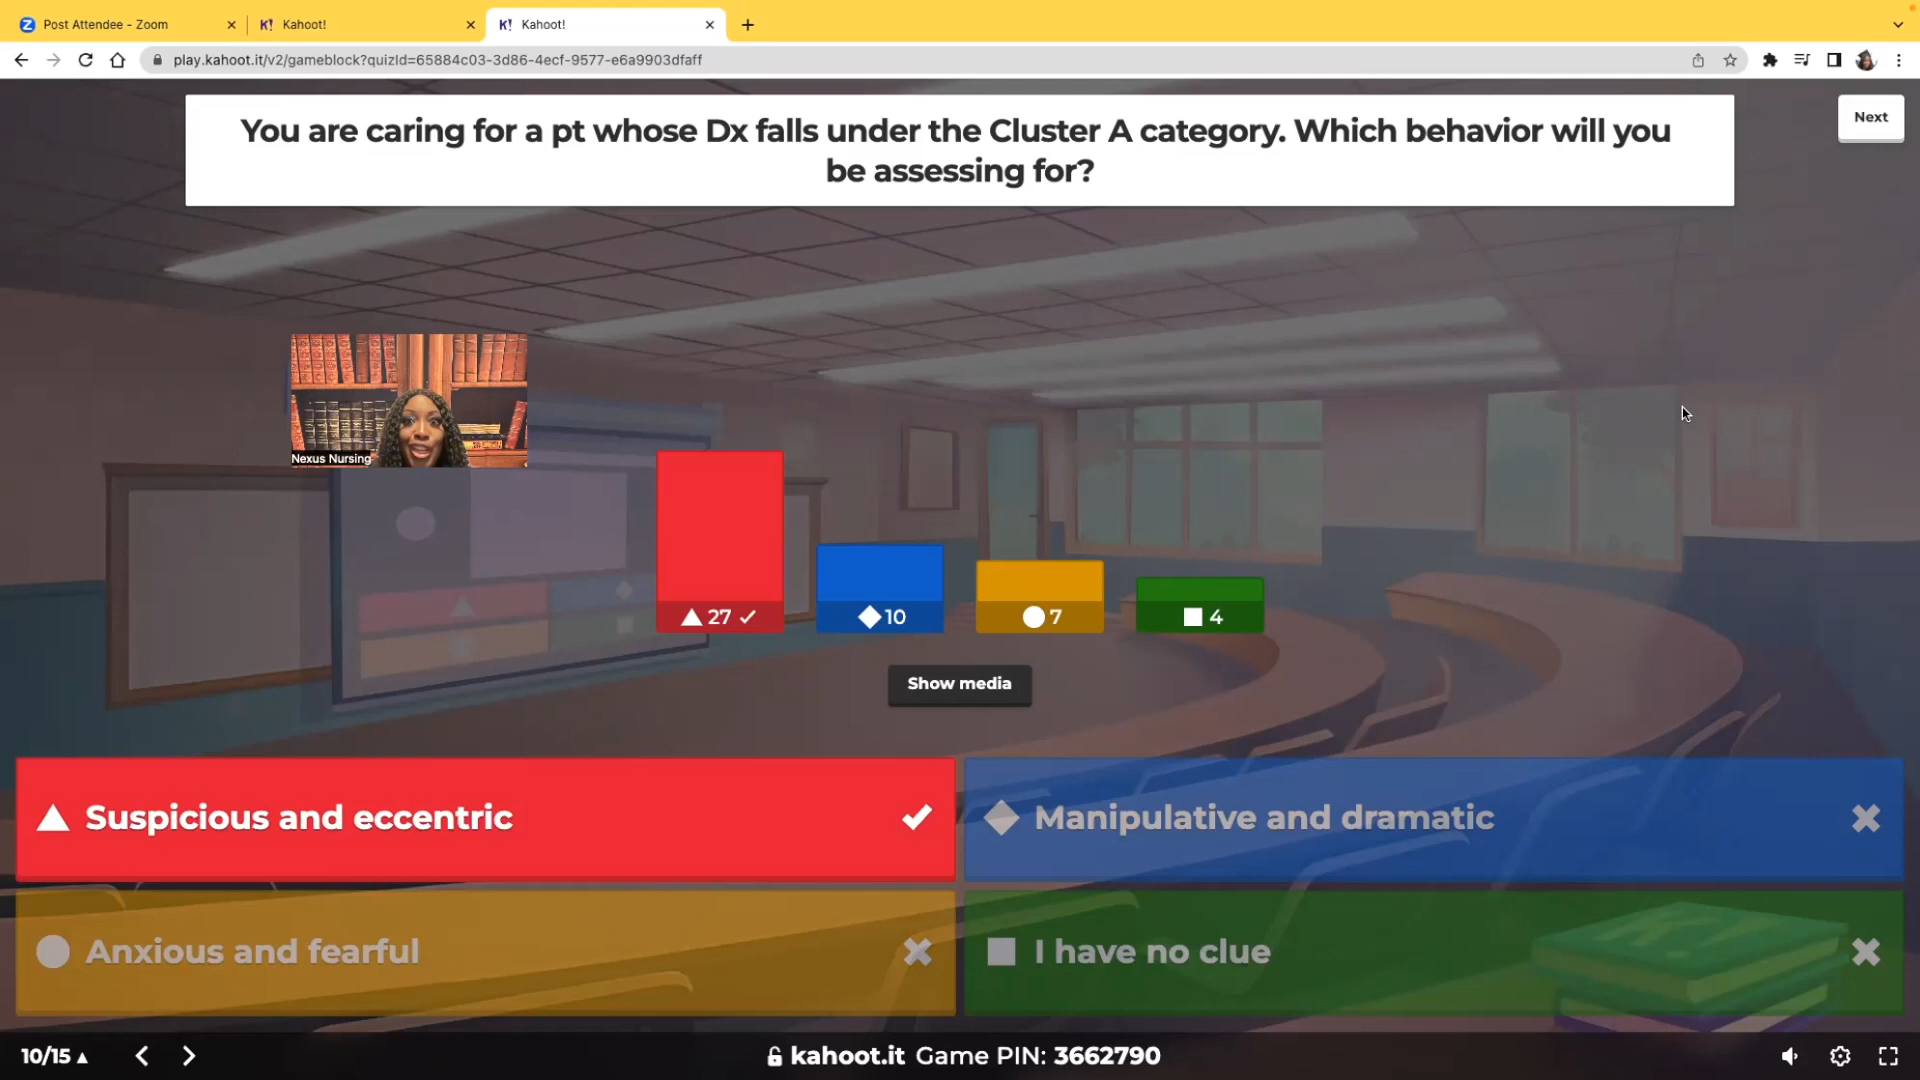 Post Attendee - Zoom
Kahoot!
Kahoot!
play.kahoot.it/v2/gameblock?quizId=65884c03-3d86-4ecf-9577-e6a9903dfaff
You are caring for a pt whose Dx falls under the Cluster A category. Which behavior will you
be assessing for?
Next
Nexus Nursing
27
10
7
4
Show media
Suspicious and eccentric
Manipulative and dramatic
Anxious and fearful
I have no clue
10/15
kahoot.it Game PIN: 3662790